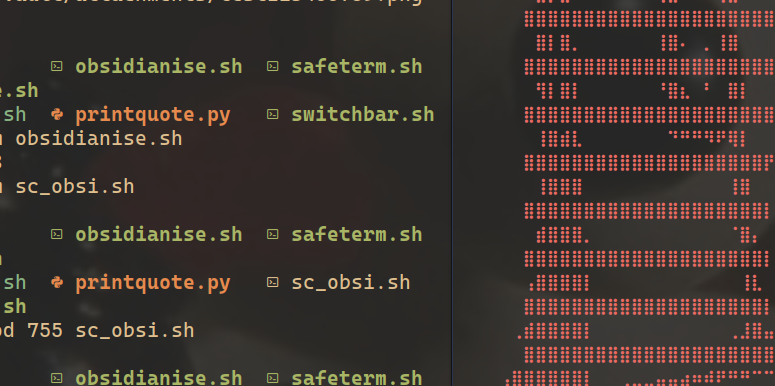 obsidianise.sh safeterm.sh
e.sh
sh printquote.py switchbar.sh
obsidianise.sh
sc_obsi.sh
obsidianise.sh safeterm.sh
sh printquote.py sc_obsi.sh
sh
od 755 sc_obsi.sh
obsidianise.sh safeterm.sh